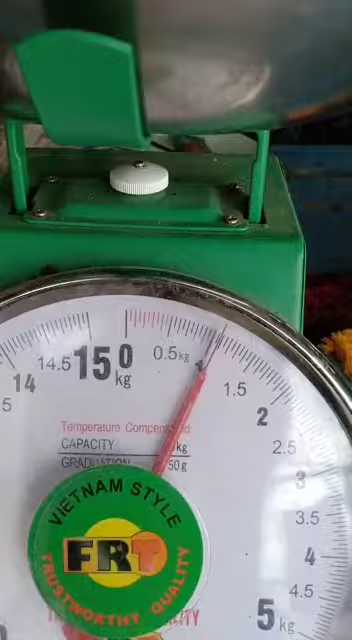 14.5 15 0 0.5kg
kg
14 1.5
2
5
Temperature Compensated
CAPACITY kg
GRADUATION 50g
2.5
3
3.5
4
4.5
5 kg
VIETNAM STYLE
FRT
TRUSTWORTHY QUALITY